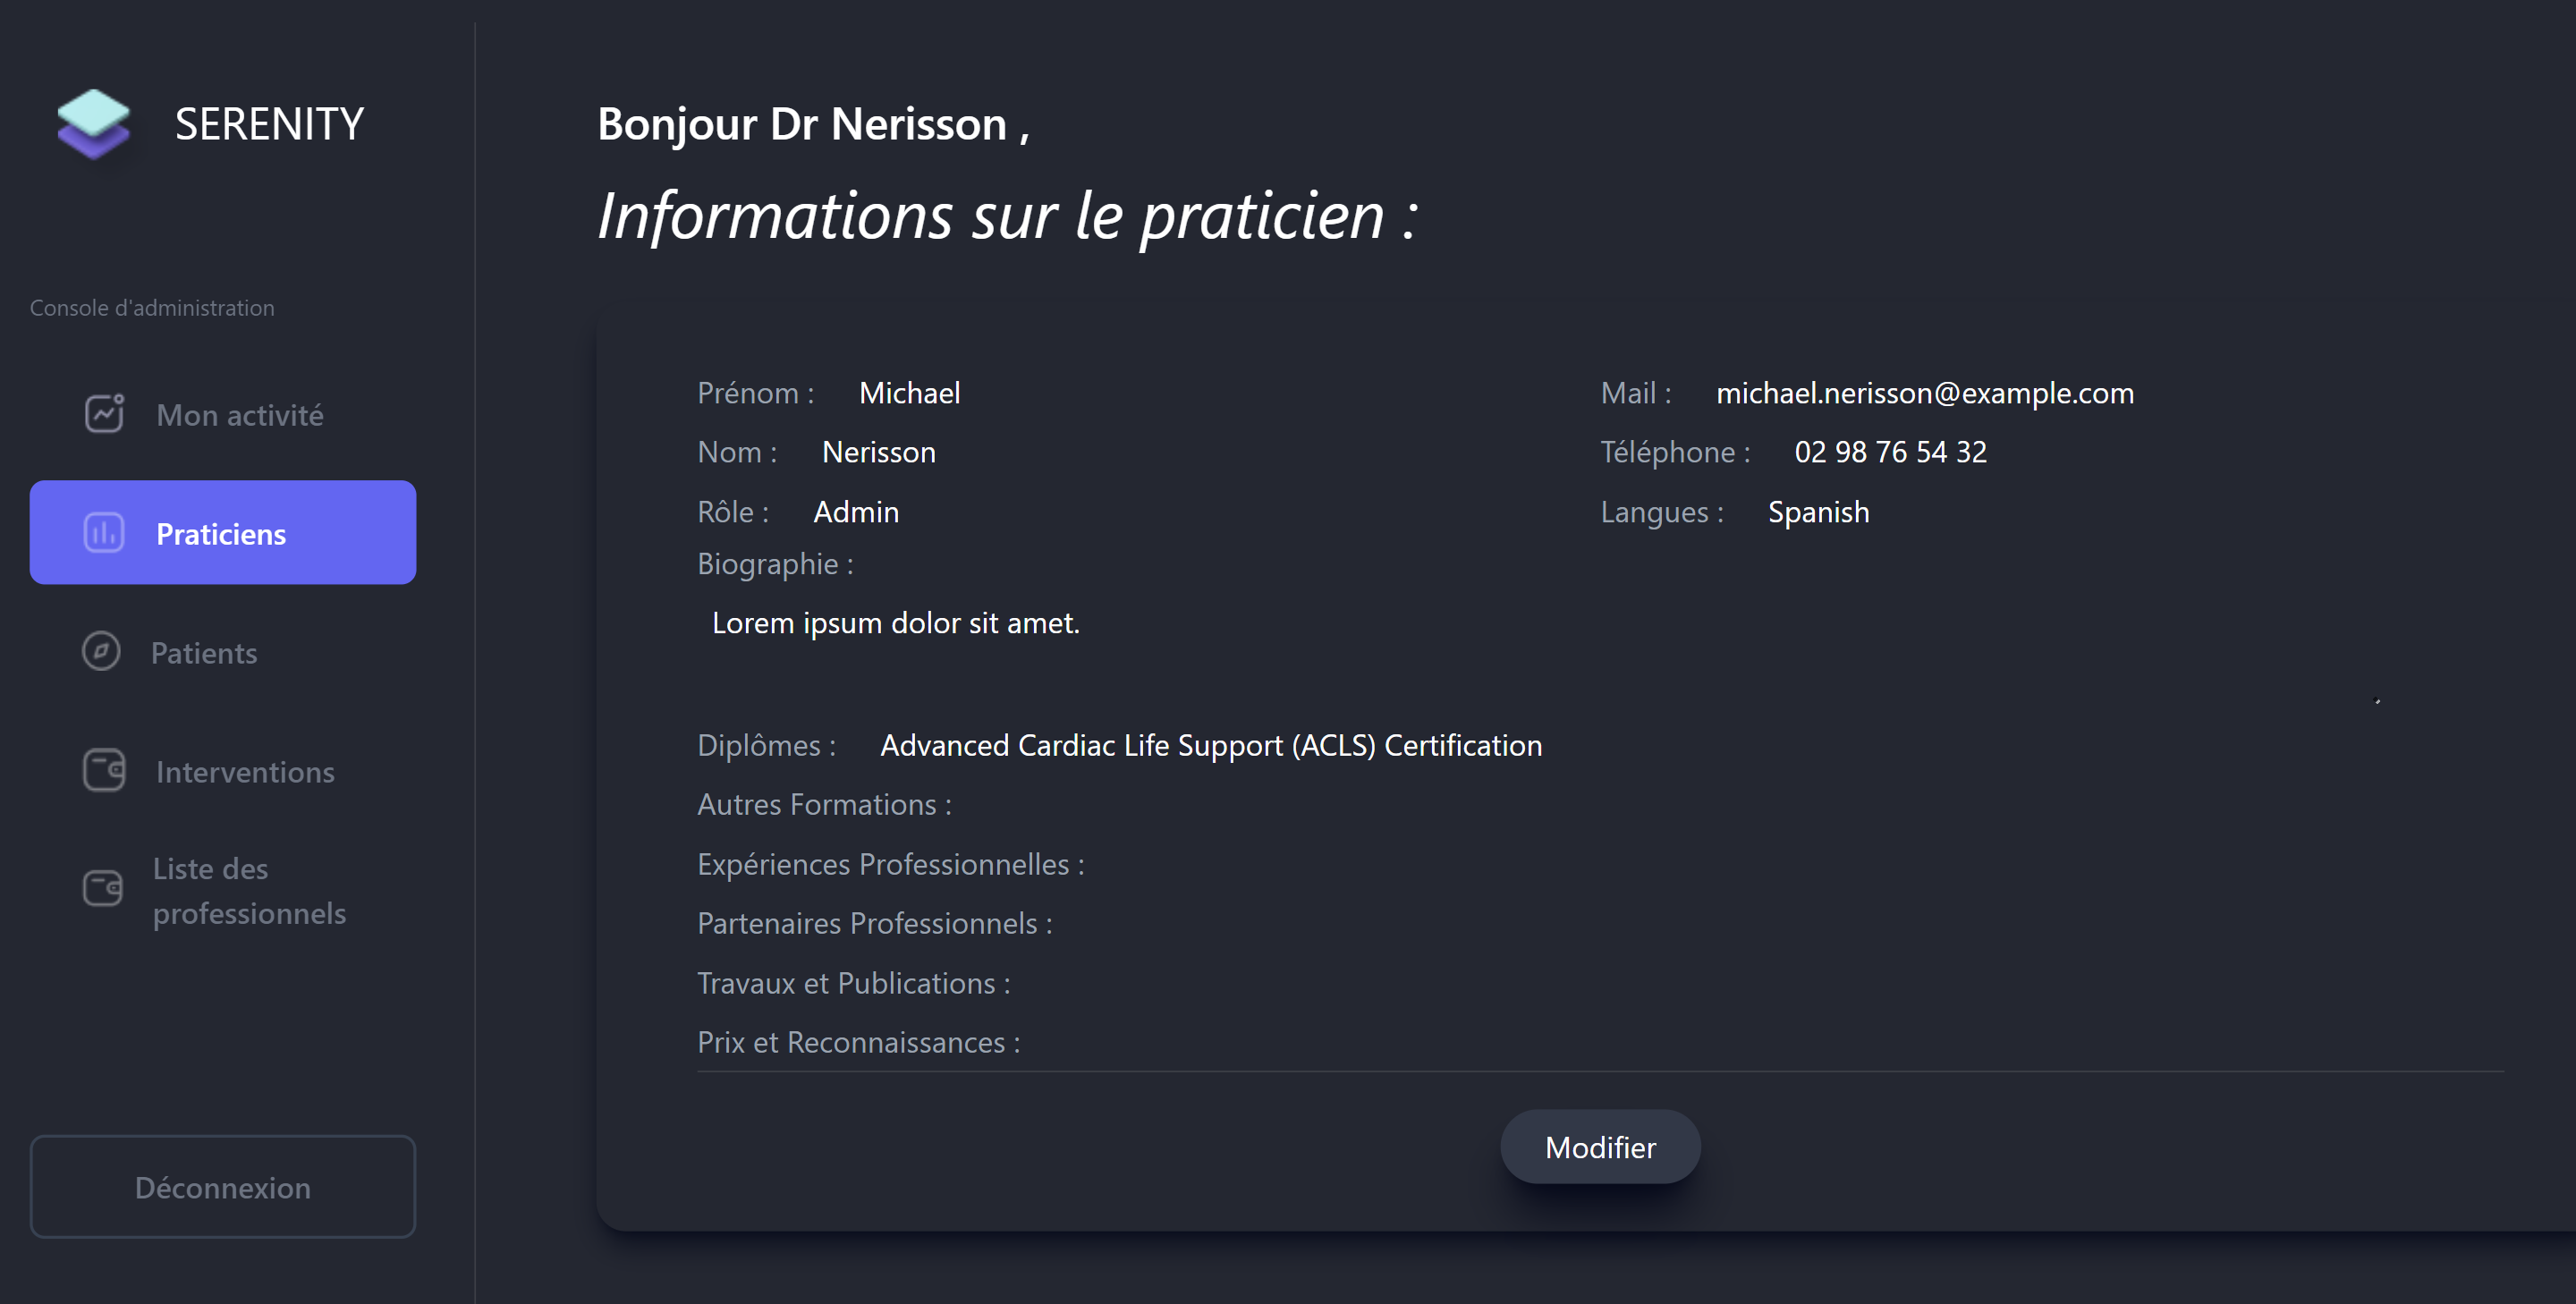 SERENITY
Console d'administration
Mon activité
Praticiens
Patients
Interventions
Liste des
professionnels
Déconnexion
Bonjour Dr Nerisson ,
Informations sur le praticien :
Prénom : Michael
Nom : Nerisson
Rôle : Admin
Mail : michael.nerisson@example.com
Téléphone : 02 98 76 54 32
Langues : Spanish
Biographie :
Lorem ipsum dolor sit amet.
Diplômes : Advanced Cardiac Life Support (ACLS) Certification
Autres Formations :
Expériences Professionnelles :
Partenaires Professionnels :
Travaux et Publications :
Prix et Reconnaissances :
Modifier